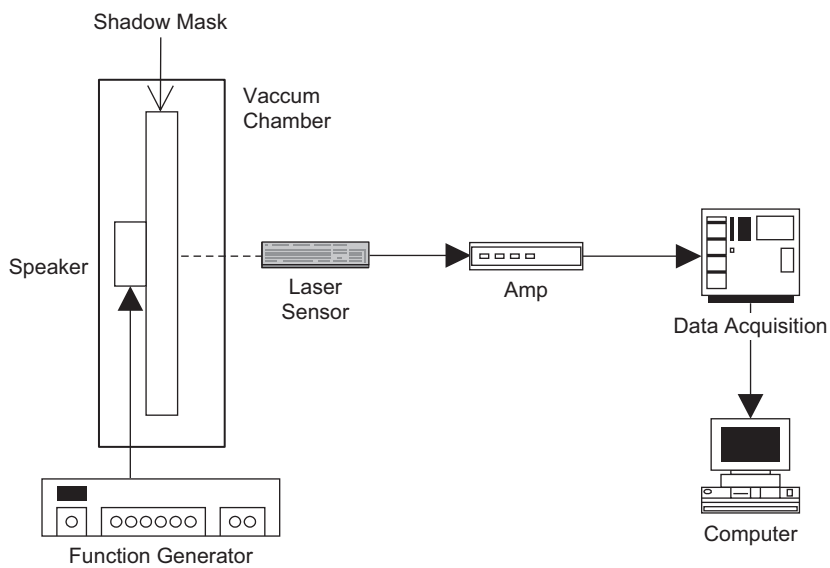 Shadow Mask
Vaccum
Chamber
Speaker
Laser
Sensor
Amp
Data Acquisition
Computer
Function Generator